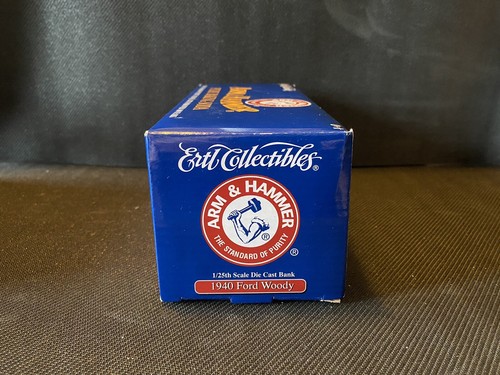 Ertl Collectibles®
ARM & HAMMER
THE STANDARD OF PURITY
®
®
1/25th Scale Die Cast Bank
1940 Ford Woody